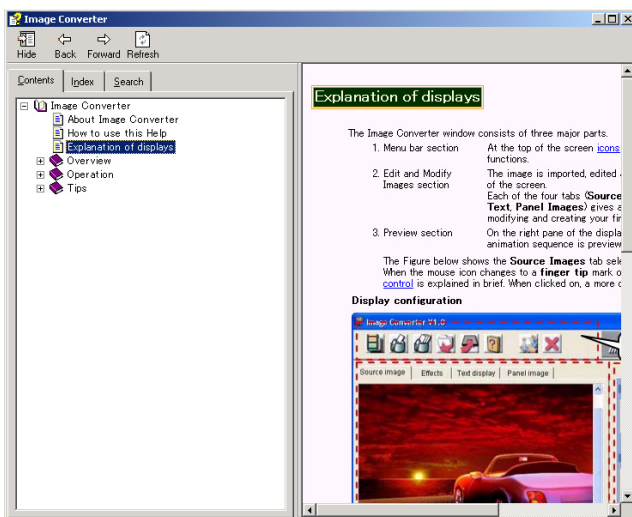 Image Converter
Hide Back Forward Refresh
Contents Index Search
Image Converter
About Image Converter
How to use this Help
Explanation of displays
Overview
Operation
Tips
Explanation of displays
The Image Converter window consists of three major parts.
1. Menu bar section At the top of the screen icons
functions.
2. Edit and Modify Images section The image is imported, edited
of the screen.
Each of the four tabs (Source
Text, Panel Images) gives a
modifying and creating your fir
3. Preview section On the right pane of the displa
animation sequence is preview
The Figure below shows the Source Images tab sele
When the mouse icon changes to a finger tip mark o
control is explained in brief. When clicked on, a more d
Display configuration
Image Converter V1.0
Source image Effects Text display Panel image